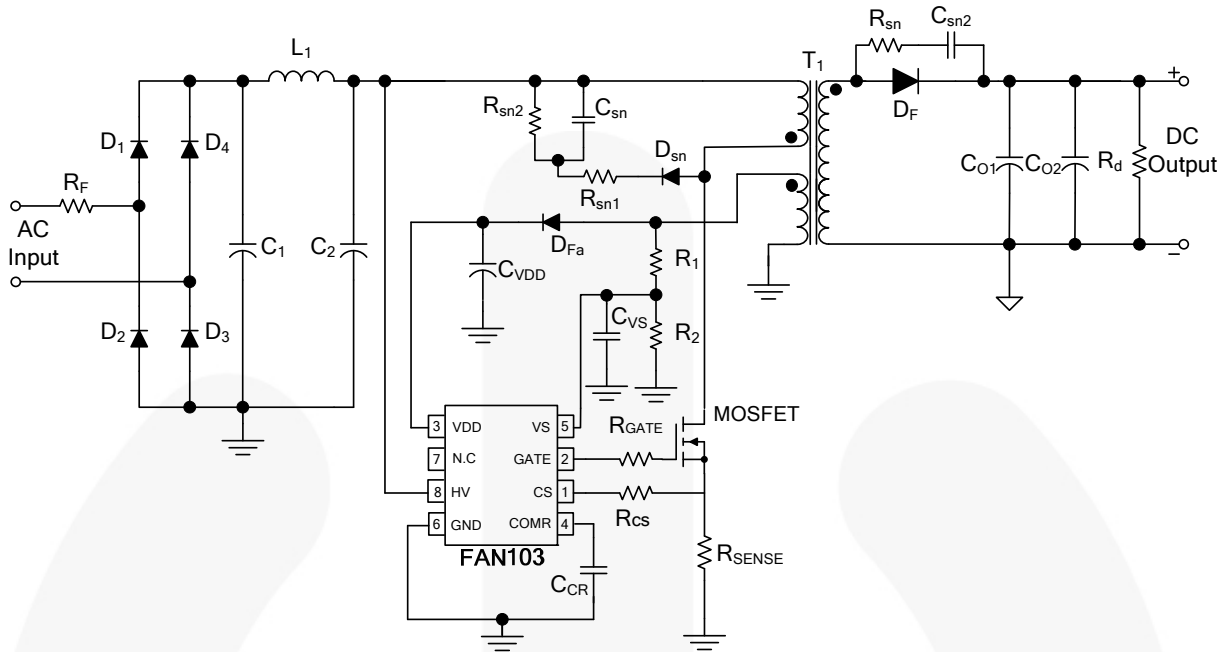 Rsn
Csn2
L1
T1
+
Rsn2
Csn
DF
DC
Output
D1
D4
Dsn
CO1
CO2
Rd
RF
Rsn1
AC
Input
C1
C2
DFa
R1
−
CVDD
CVS
R2
D2
D3
RGATE
MOSFET
3
VDD
VS
5
7
N.C
GATE
2
8
HV
CS
1
Rcs
6
GND
COMR
4
FAN103
RSENSE
CCR